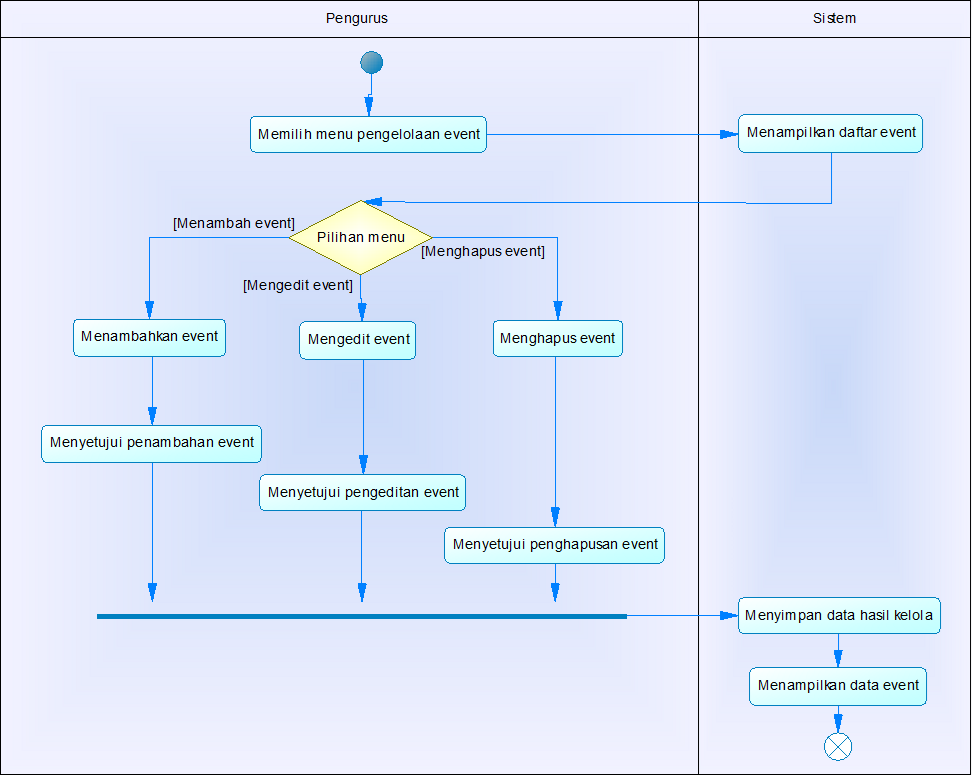 Pengurus
Sistem
Memilih menu pengelolaan event
Menampilkan daftar event
[Menambah event]
Pilihan menu
[Menghapus event]
[Mengedit event]
Menambahkan event
Mengedit event
Menghapus event
Menyetujui penambahan event
Menyetujui pengeditan event
Menyetujui penghapusan event
Menyimpan data hasil kelola
Menampilkan data event